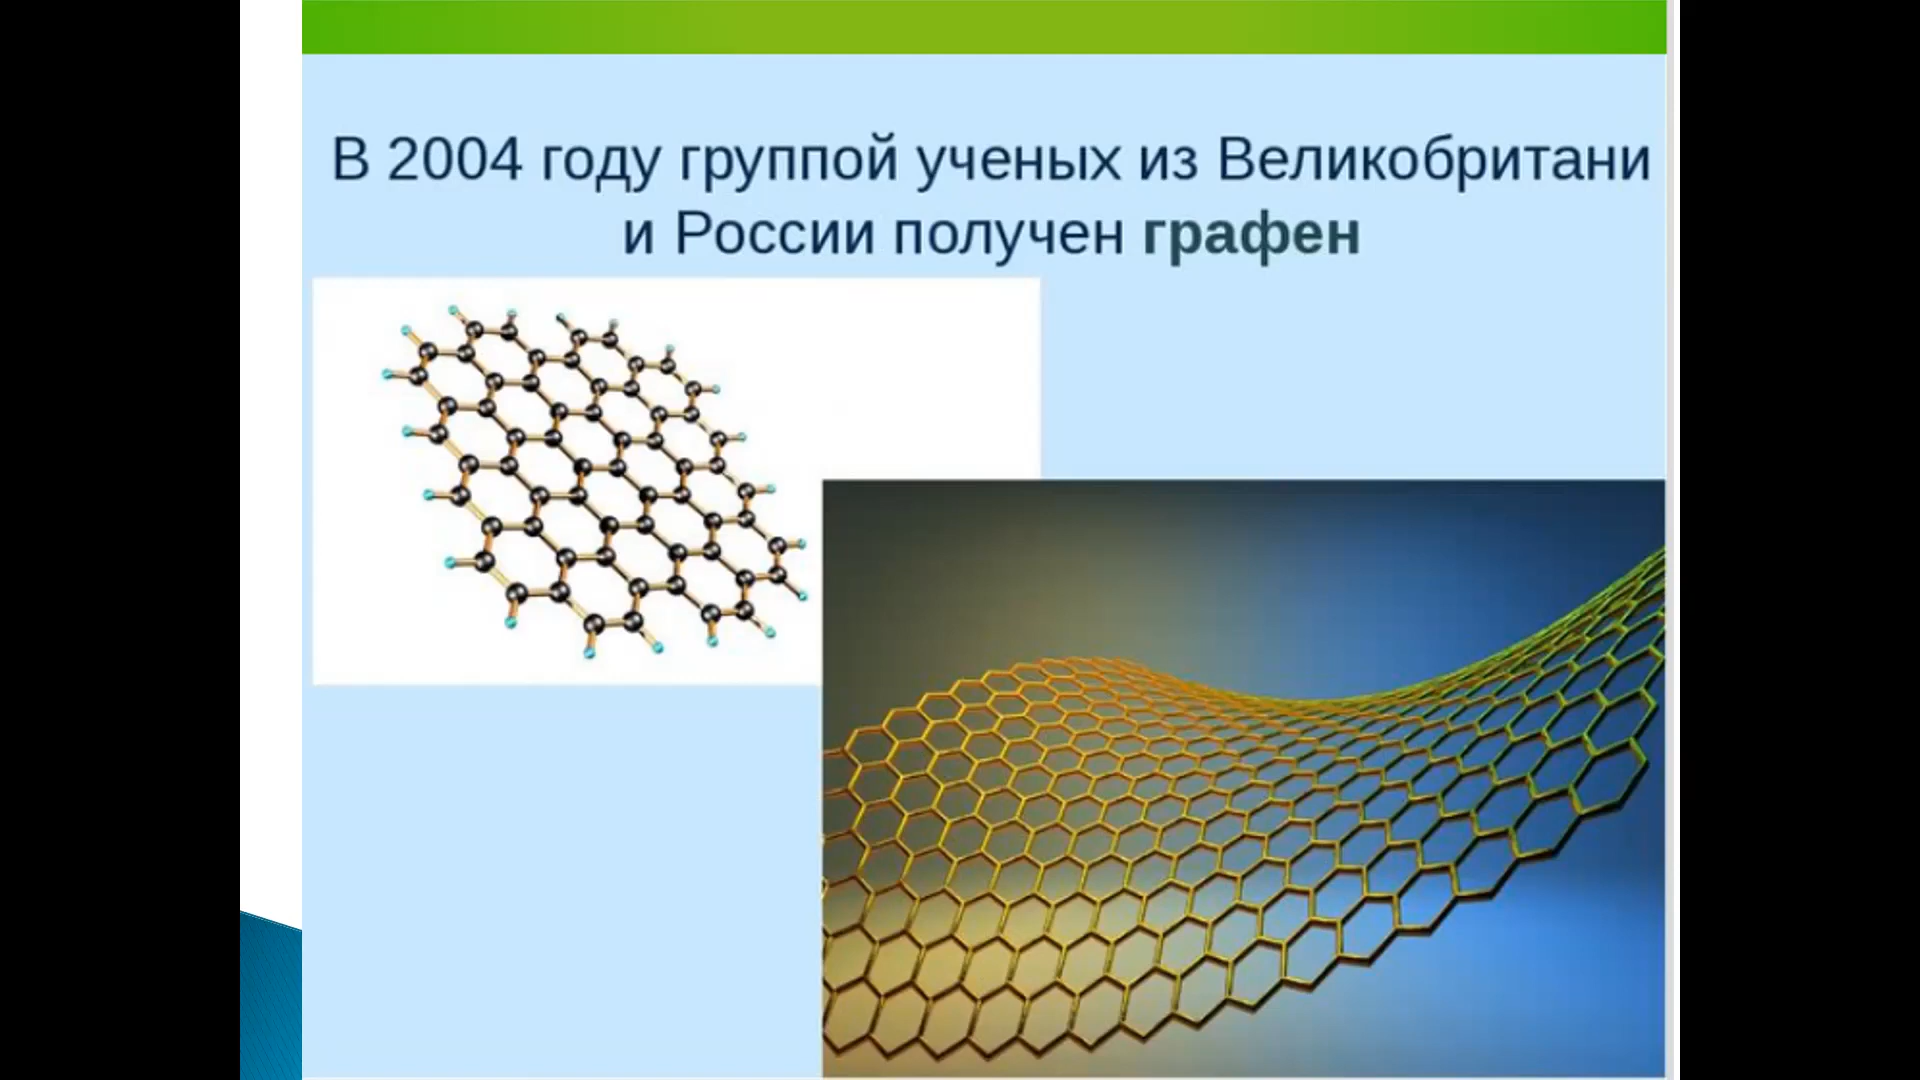 В 2004 году группой ученых из Великобритани
и России получен графен